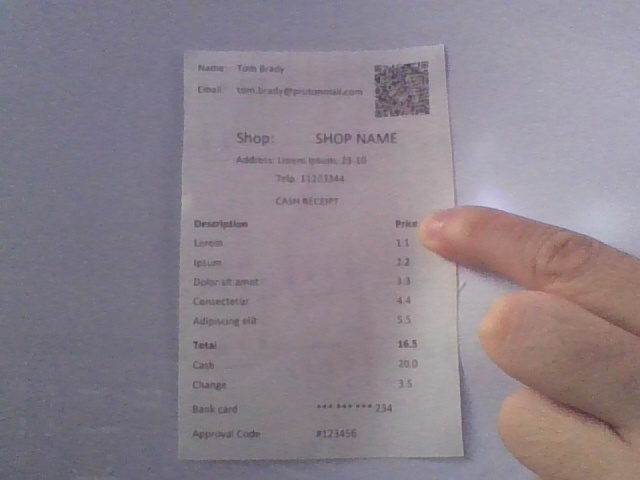 Name: Tom Brady
Email: tom.brady@protonmail.com
Shop: SHOP NAME
Address: Lorem Ipsum, 23-10
Telp. 11223344
CASH RECEIPT
Description Price
Lorem 1.1
Ipsum 2.2
Dolor sit amet 3.3
Consectetur 4.4
Adipiscing elit 5.5
Total 16.5
Cash 20.0
Change 3.5
Bank card *** *** *** 234
Approval Code #123456